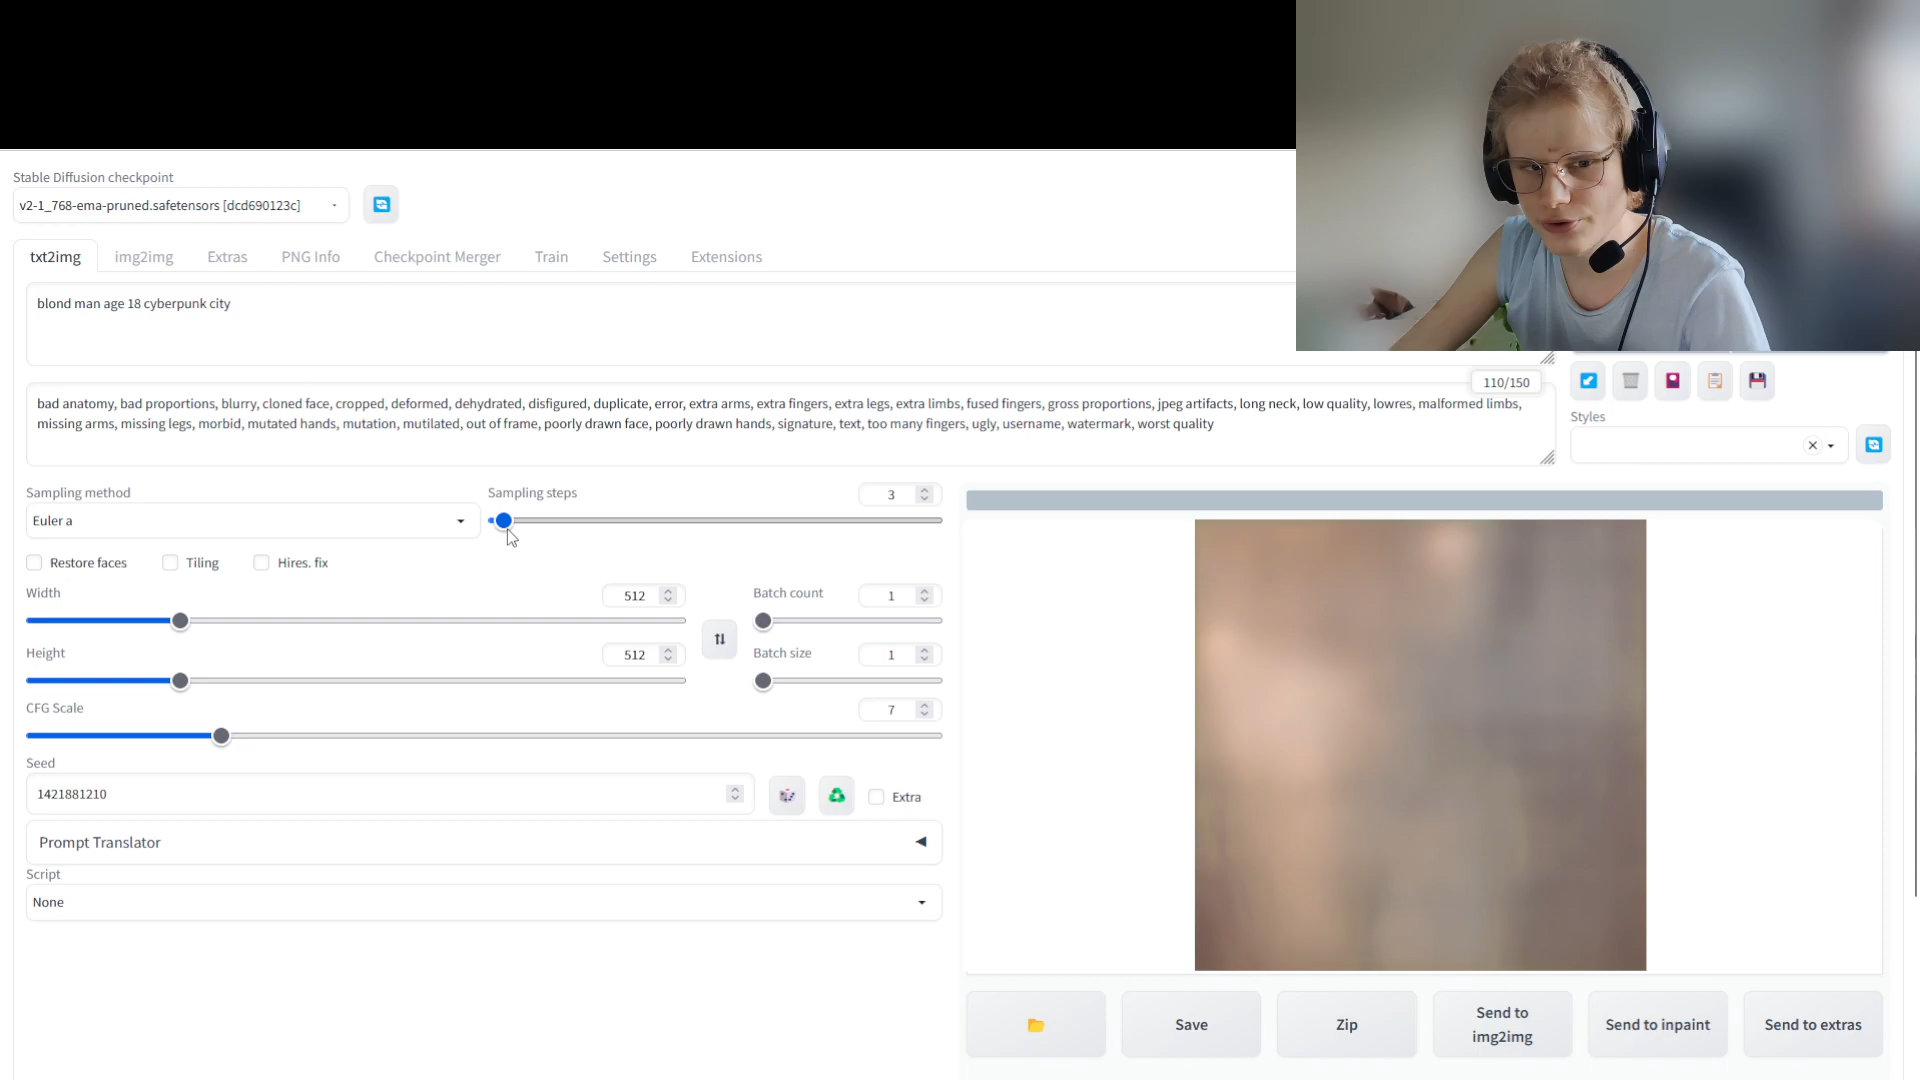 Stable Diffusion checkpoint
v2-1_768-ema-pruned.safetensors [dcd690123c]
txt2img
img2img
Extras
PNG Info
Checkpoint Merger
Train
Settings
Extensions
blond man age 18 cyberpunk city
110/150
bad anatomy, bad proportions, blurry, cloned face, cropped, deformed, dehydrated, disfigured, duplicate, error, extra arms, extra fingers, extra legs, extra limbs, fused fingers, gross proportions, jpeg artifacts, long neck, low quality, lowres, malformed limbs,
missing arms, missing legs, morbid, mutated hands, mutation, mutilated, out of frame, poorly drawn face, poorly drawn hands, signature, text, too many fingers, ugly, username, watermark, worst quality
Styles
Sampling method
Euler a
Sampling steps
3
Restore faces
Tiling
Hires. fix
Width
512
Batch count
1
Height
512
Batch size
1
CFG Scale
7
Seed
1421881210
Extra
Prompt Translator
Script
None
Save
Zip
Send to
img2img
Send to inpaint
Send to extras